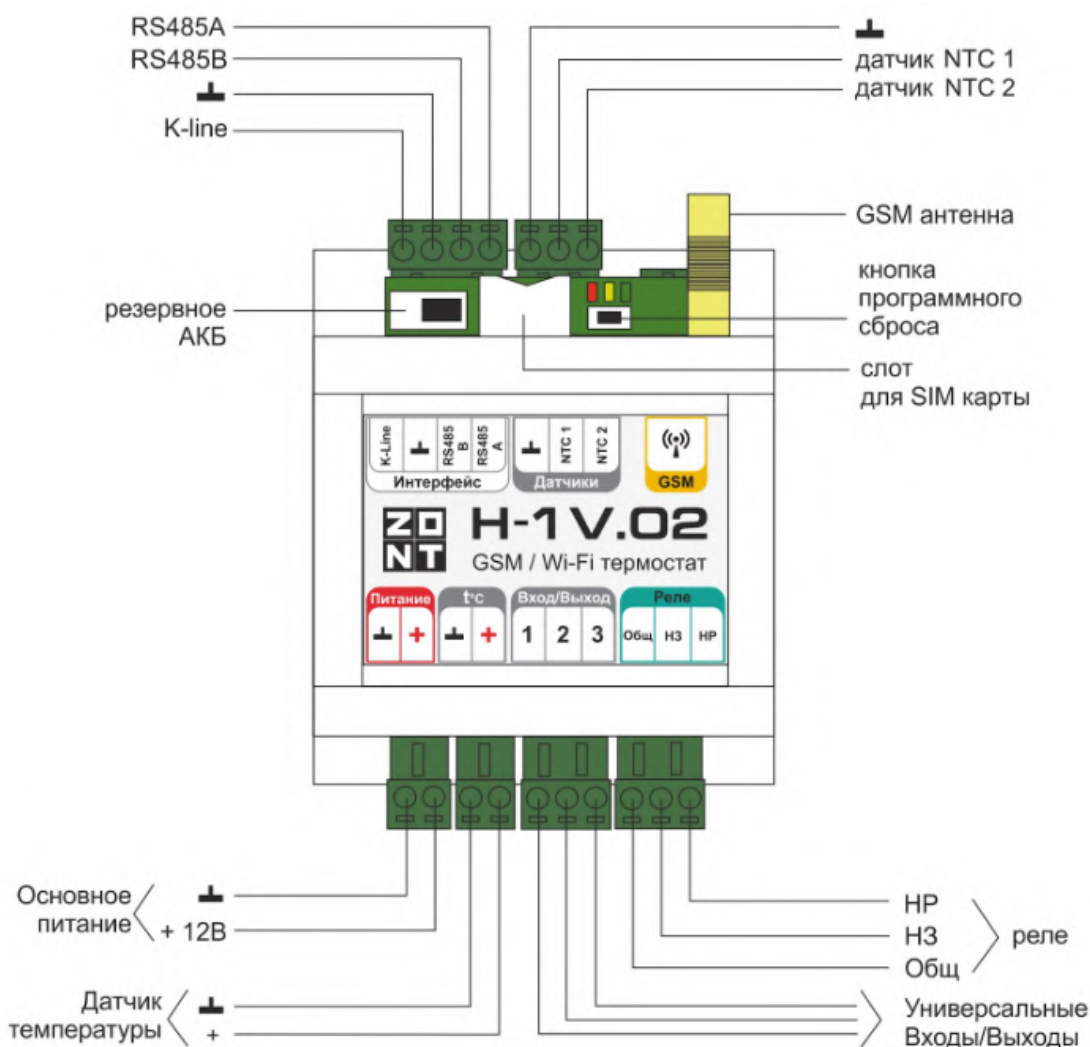 RS485A
RS485B
K-line
датчик NTC 1
датчик NTC 2
GSM антенна
кнопка
программного
сброса
резервное
АКБ
слот
для SIM карты
K-Line
RS485 B
RS485 A
Интерфейс
NTC 1
NTC 2
Датчики
GSM
ZONT
H-1V.02
GSM / Wi-Fi термостат
Питание
+
t°C
+
Вход/Выход
1 2 3
Реле
Общ НЗ НР
Основное
питание
+ 12В
Датчик
температуры
+
НР
НЗ
Общ
реле
Универсальные
Входы/Выходы